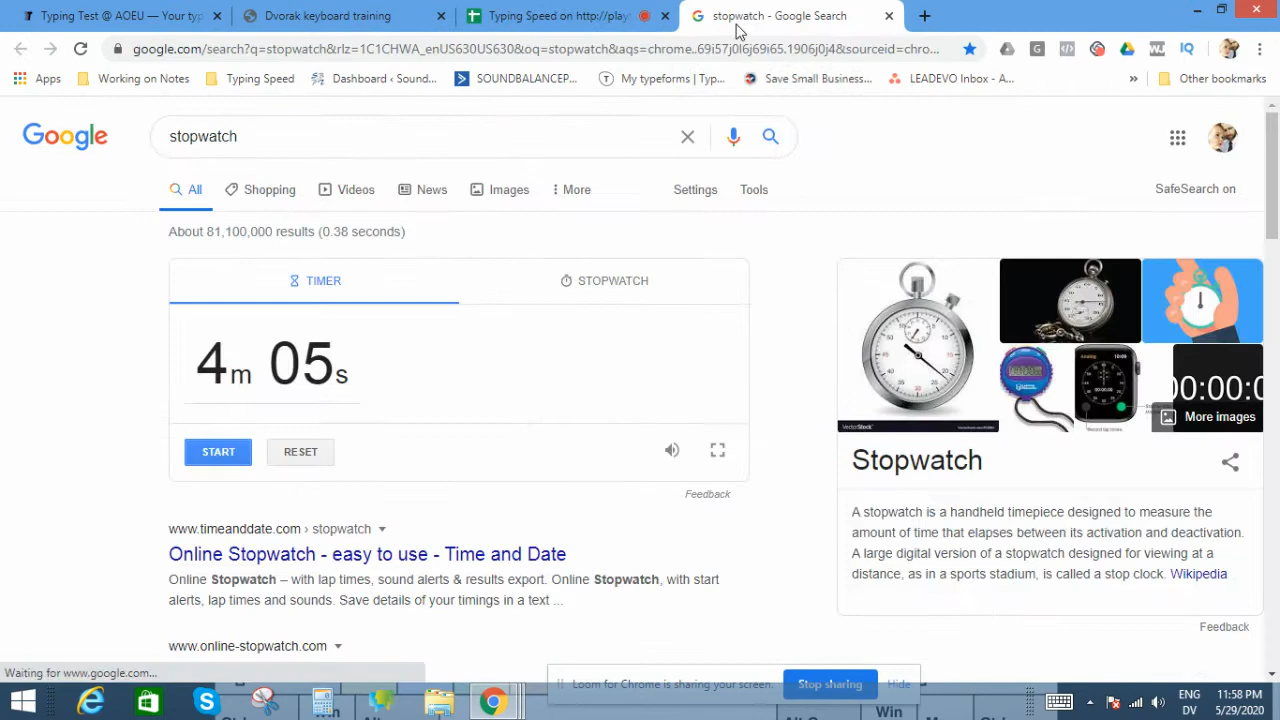 Typing Test @ AOEU — Your typ
Dvorak keyboard training
Typing Speed on http://play
stopwatch - Google Search
google.com/search?q=stopwatch&rlz=1C1CHWA_enUS630US630&oq=stopwatch&aqs=chrome..69i57j0l6j69i65.1906j0j4&sourceid=chro...
Apps
Working on Notes
Typing Speed
Dashboard ‹ Sound...
SOUNDBALANCEP...
My typeforms | Typ...
Save Small Business...
LEADEVO Inbox - A...
»
Other bookmarks
Google
stopwatch
All
Shopping
Videos
News
Images
More
Settings
Tools
SafeSearch on
About 81,100,000 results (0.38 seconds)
TIMER
STOPWATCH
4m 05s
START
RESET
Feedback
www.timeanddate.com › stopwatch
Online Stopwatch - easy to use - Time and Date
Online Stopwatch – with lap times, sound alerts & results export. Online Stopwatch, with start
alerts, lap times and sounds. Save details of your timings in a text ...
www.online-stopwatch.com
VectorStock
00:00:0
More images
Stopwatch
A stopwatch is a handheld timepiece designed to measure the
amount of time that elapses between its activation and deactivation.
A large digital version of a stopwatch designed for viewing at a
distance, as in a sports stadium, is called a stop clock. Wikipedia
Feedback
Waiting for www.google.com...
Loom for Chrome is sharing your screen.
Stop sharing
Hide
ENG
DV
11:58 PM
5/29/2020
Win